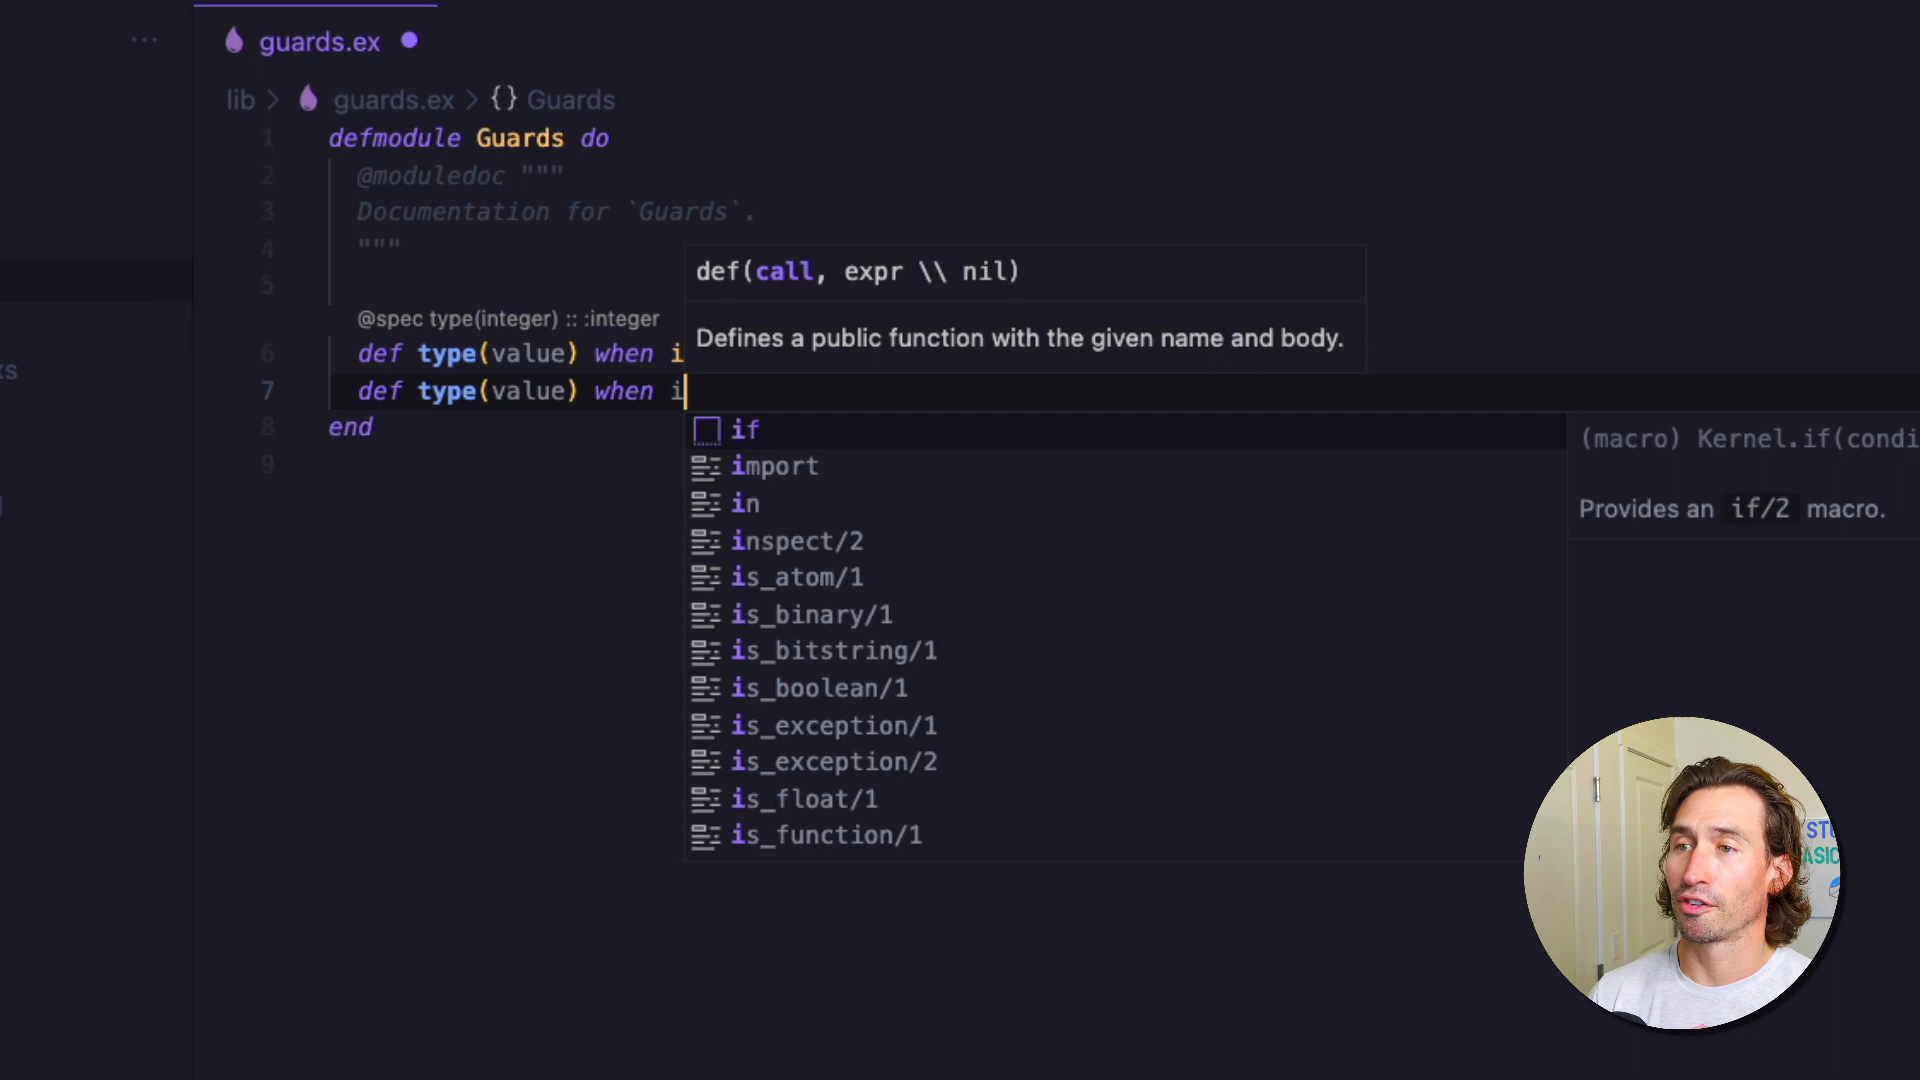 ...
guards.ex
lib > guards.ex > {} Guards
1 defmodule Guards do
2 @moduledoc """
3 Documentation for `Guards`.
4 """
5
@spec type(integer) :: :integer
6 def type(value) when i
7 def type(value) when i
8 end
9
def(call, expr \\ nil)
Defines a public function with the given name and body.
if
import
in
inspect/2
is_atom/1
is_binary/1
is_bitstring/1
is_boolean/1
is_exception/1
is_exception/2
is_float/1
is_function/1
(macro) Kernel.if(condi
Provides an if/2 macro.
xs
STU
ASIC